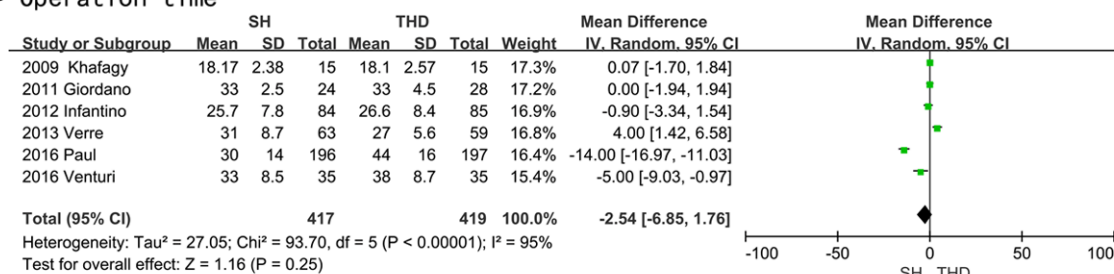 operation time
SH THD Mean Difference Mean Difference
Study or Subgroup Mean SD Total Mean SD Total Weight IV, Random, 95% CI IV, Random, 95% CI
2009 Khafagy 18.17 2.38 15 18.1 2.57 15 17.3% 0.07 [-1.70, 1.84]
2011 Giordano 33 2.5 24 33 4.5 28 17.2% 0.00 [-1.94, 1.94]
2012 Infantino 25.7 7.8 84 26.6 8.4 85 16.9% -0.90 [-3.34, 1.54]
2013 Verre 31 8.7 63 27 5.6 59 16.8% 4.00 [1.42, 6.58]
2016 Paul 30 14 196 44 16 197 16.4% -14.00 [-16.97, -11.03]
2016 Venturi 33 8.5 35 38 8.7 35 15.4% -5.00 [-9.03, -0.97]
Total (95% CI) 417 419 100.0% -2.54 [-6.85, 1.76]
Heterogeneity: Tau² = 27.05; Chi² = 93.70, df = 5 (P < 0.00001); I² = 95%
Test for overall effect: Z = 1.16 (P = 0.25)
-100 -50 0 50 100
SH THD